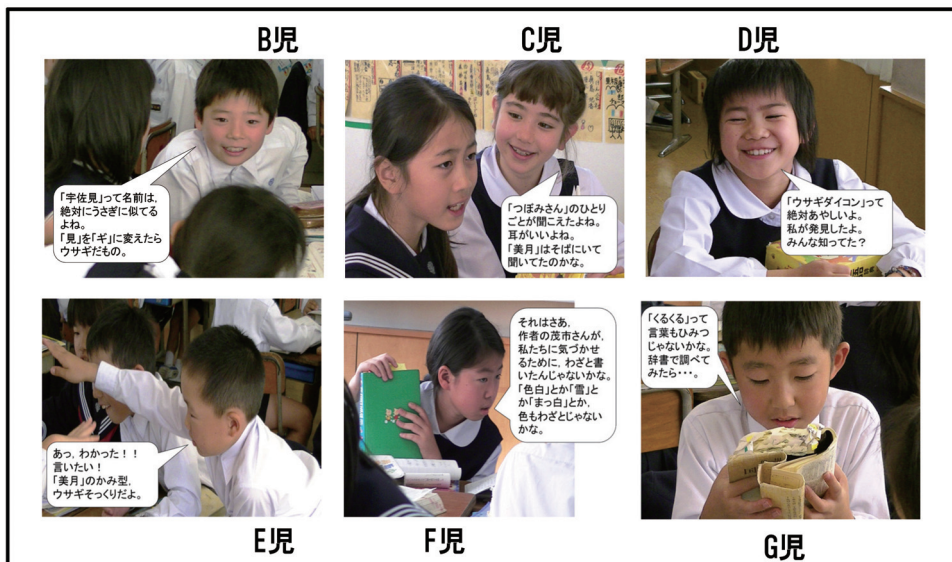 B児
C児
D児
「宇佐見」って名前は，
絶対にうさぎに似てる
よね。
「見」を「ギ」に変えたら
ウサギだもの。
「つぼみさん」のひとり
ごとが聞こえたよね。
耳がいいよね。
「美月」はそばにいて
聞いてたのかな。
「ウサギダイコン」って
絶対あやしいよ。
私が発見したよ。
みんな知ってた？
あっ，わかった！！
言いたい！
「美月」のかみ型，
ウサギそっくりだよ。
それはさあ，
作者の茂市さんが，
私たちに気づかせ
るために，わざと書
いたんじゃないかな。
「色白」とか「雪」と
か「まっ白」とか，
色もわざとじゃない
かな。
「くるくる」って
言葉もひみつ
じゃないかな。
辞書で調べて
みたら・・・。
E児
F児
G児